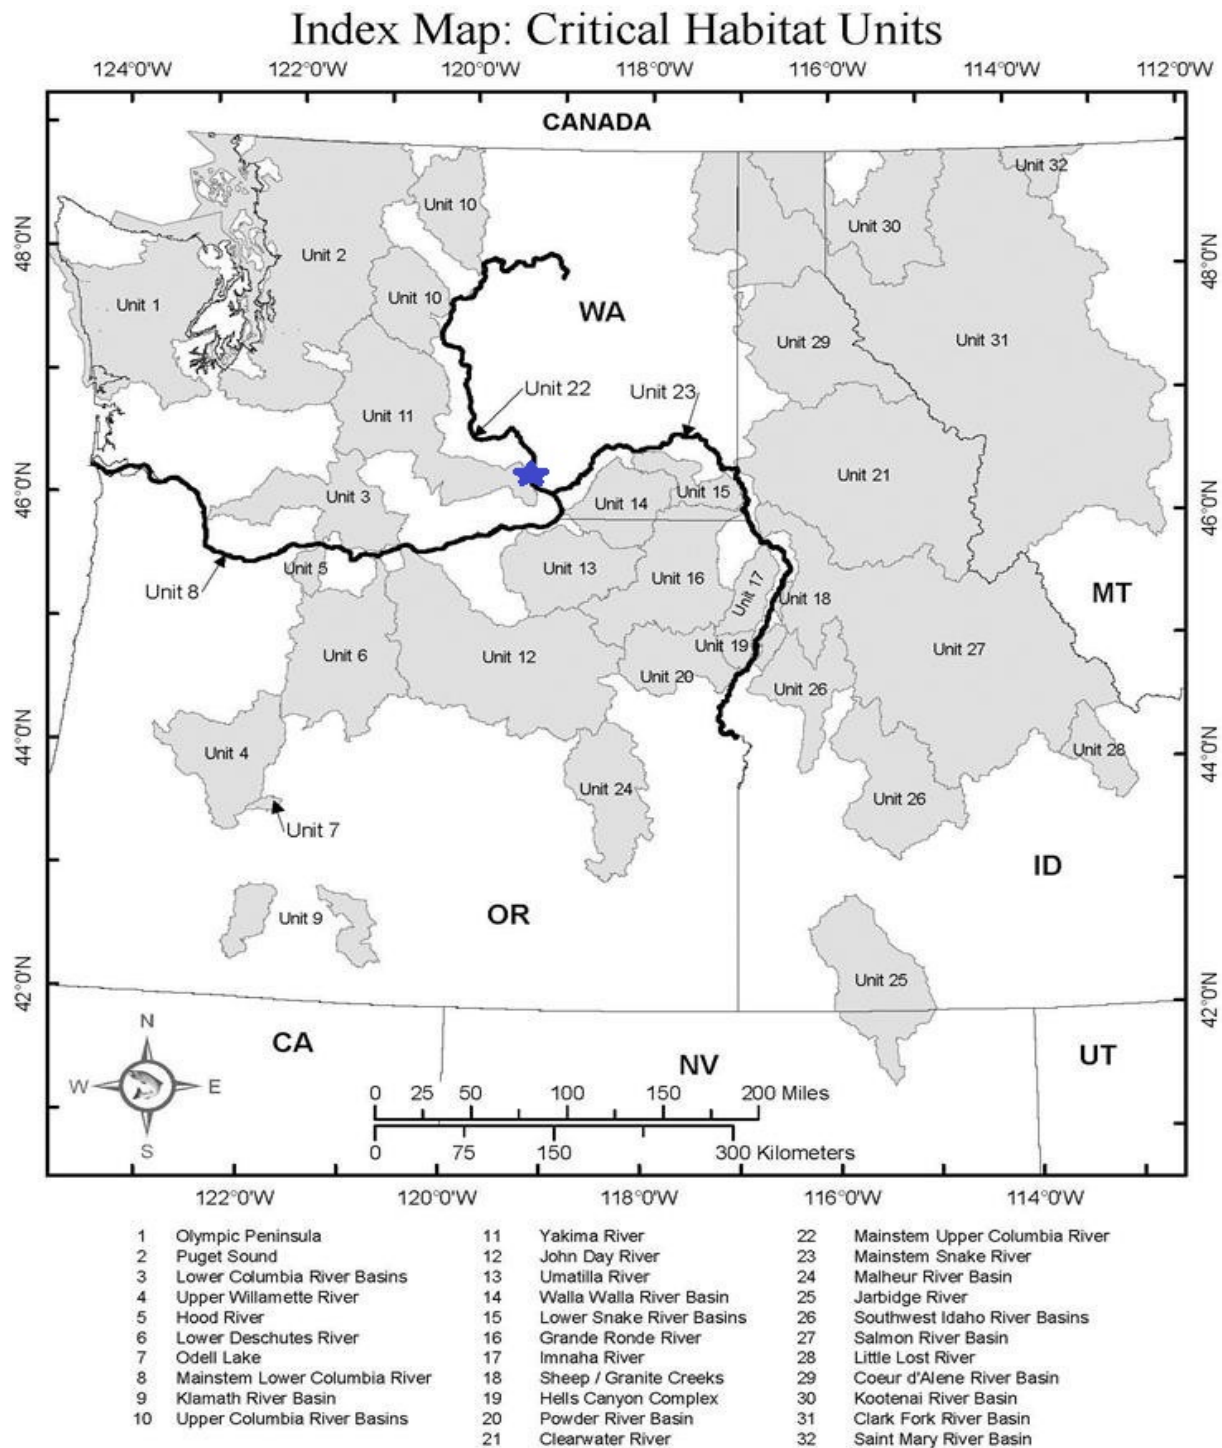 Index Map: Critical Habitat Units
124°0'W 122°0'W 120°0'W 118°0'W 116°0'W 114°0'W 112°0'W
CANADA
Unit 32
Unit 10
Unit 30
48°0'N
48°0'N
Unit 2
Unit 10
Unit 1
WA
Unit 29
Unit 31
Unit 22
Unit 23
Unit 11
Unit 21
46°0'N
46°0'N
Unit 3
Unit 14
Unit 15
Unit 5
Unit 13
Unit 16
Unit 17
Unit 18
Unit 8
MT
Unit 6
Unit 12
Unit 19
Unit 20
Unit 27
Unit 26
44°0'N
44°0'N
Unit 4
Unit 28
Unit 24
Unit 26
Unit 7
ID
Unit 9
OR
Unit 25
42°0'N
42°0'N
N
W E
S
CA
NV
UT
0 25 50 100 150 200 Miles
0 75 150 300 Kilometers
122°0'W 120°0'W 118°0'W 116°0'W 114°0'W
1 Olympic Peninsula
2 Puget Sound
3 Lower Columbia River Basins
4 Upper Willamette River
5 Hood River
6 Lower Deschutes River
7 Odell Lake
8 Mainstem Lower Columbia River
9 Klamath River Basin
10 Upper Columbia River Basins
11 Yakima River
12 John Day River
13 Umatilla River
14 Walla Walla River Basin
15 Lower Snake River Basins
16 Grande Ronde River
17 Imnaha River
18 Sheep / Granite Creeks
19 Hells Canyon Complex
20 Powder River Basin
21 Clearwater River
22 Mainstem Upper Columbia River
23 Mainstem Snake River
24 Malheur River Basin
25 Jarbidge River
26 Southwest Idaho River Basins
27 Salmon River Basin
28 Little Lost River
29 Coeur d'Alene River Basin
30 Kootenai River Basin
31 Clark Fork River Basin
32 Saint Mary River Basin